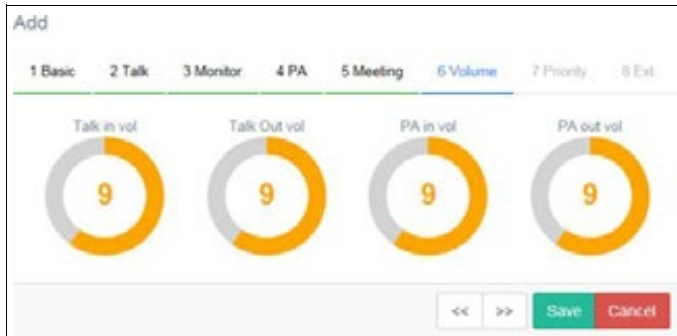 Add
1 Basic 2 Talk 3 Monitor 4 PA 5 Meeting 6 Volume 7 Priority 8 Ext.
Talk in vol Talk Out vol PA in vol PA out vol
9 9 9 9
<< >> Save Cancel